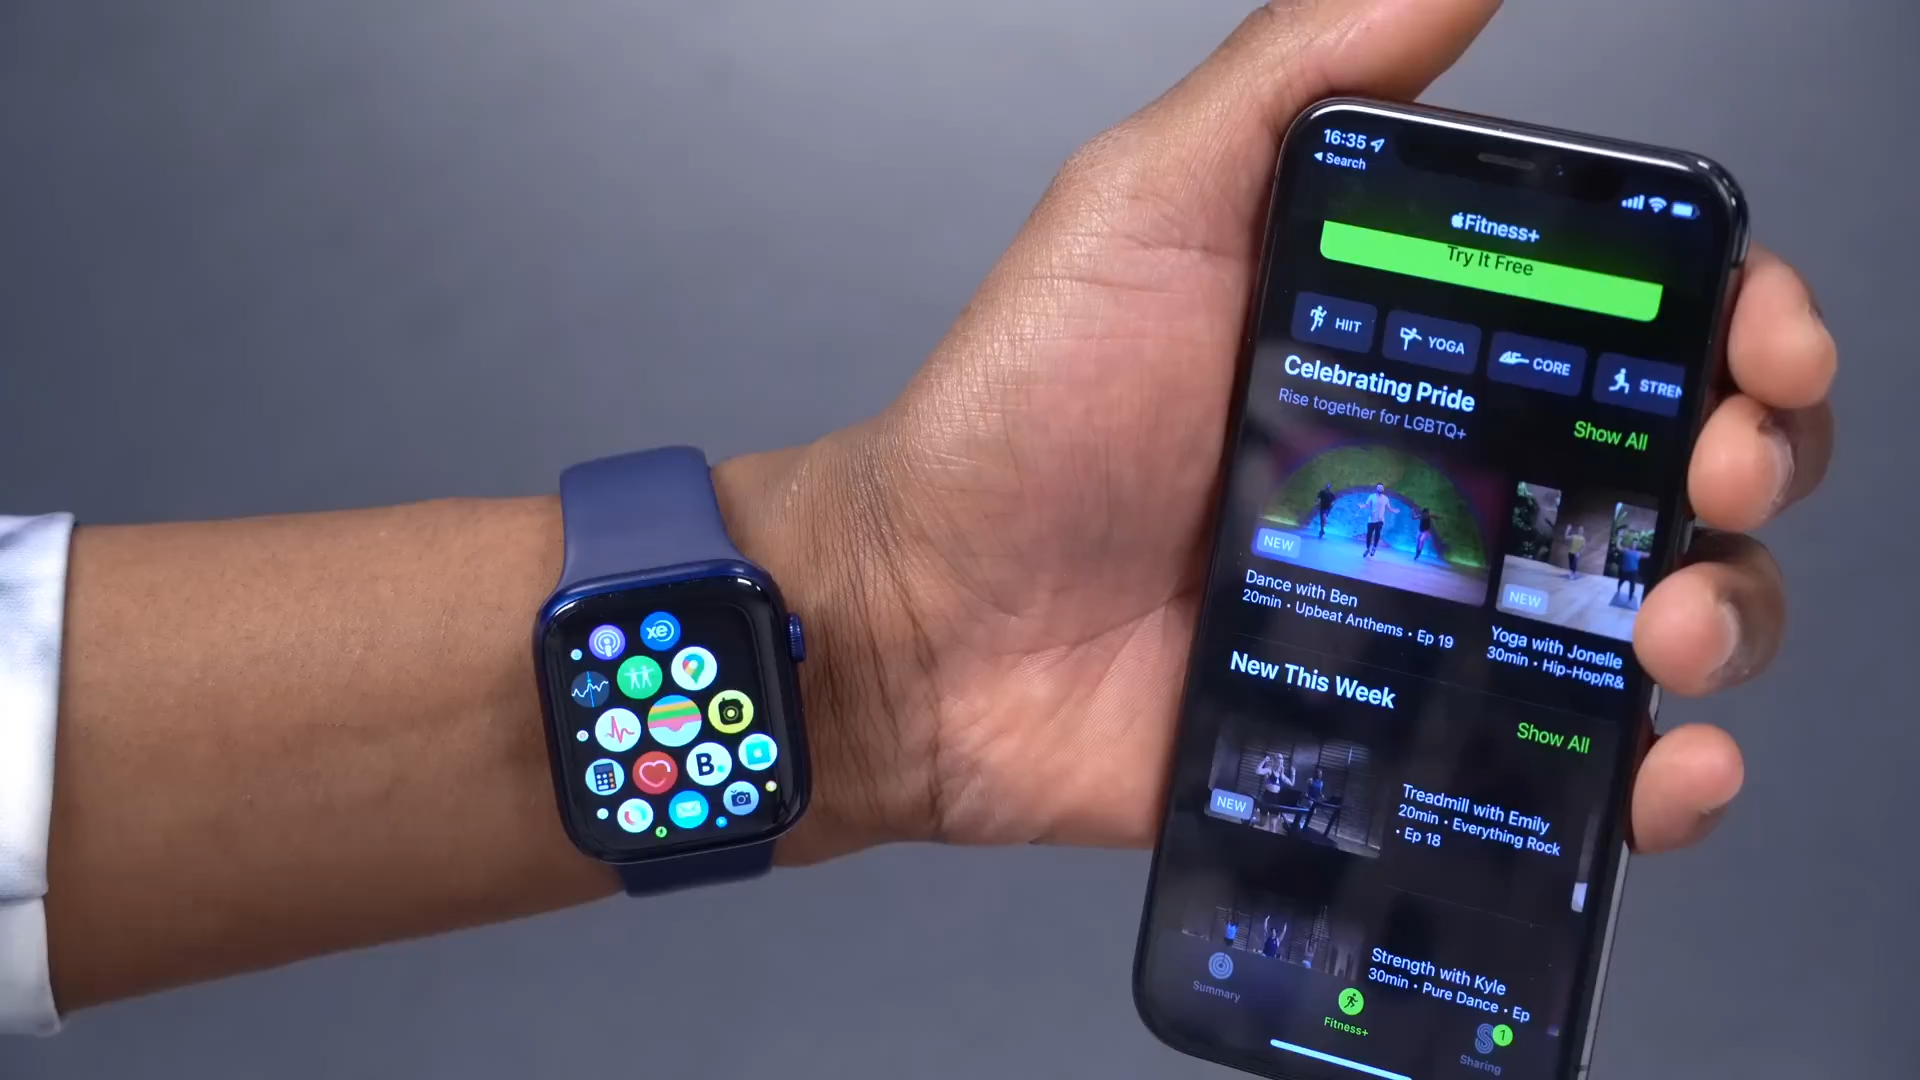 16:35
Search
Fitness+
Try It Free
HIIT
YOGA
CORE
STREN
Celebrating Pride
Rise together for LGBTQ+
Show All
NEW
Dance with Ben
20min • Upbeat Anthems • Ep 19
NEW
Yoga with Jonelle
30min • Hip-Hop/R&
New This Week
Show All
NEW
Treadmill with Emily
20min • Everything Rock
• Ep 18
Strength with Kyle
30min • Pure Dance • Ep
Summary
Fitness+
1
Sharing
xe
B.